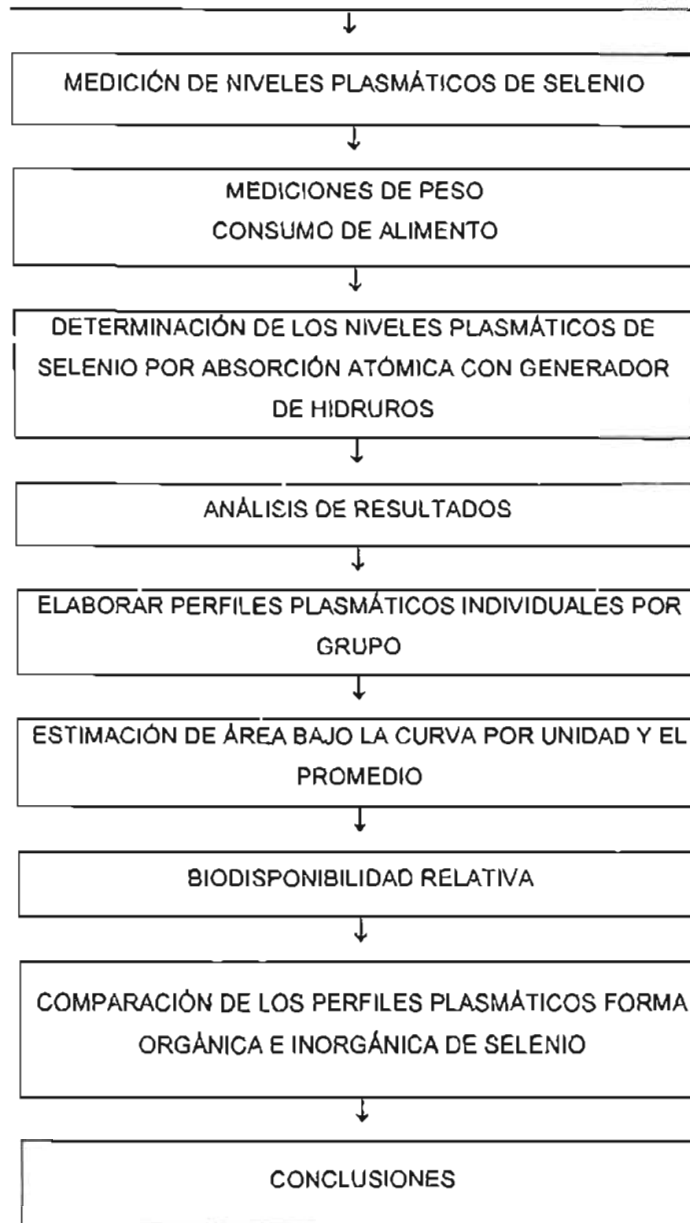 MEDICIÓN DE NIVELES PLASMÁTICOS DE SELENIO
MEDICIONES DE PESO
CONSUMO DE ALIMENTO
DETERMINACIÓN DE LOS NIVELES PLASMÁTICOS DE
SELENIO POR ABSORCIÓN ATÓMICA CON GENERADOR
DE HIDRUROS
ANÁLISIS DE RESULTADOS
ELABORAR PERFILES PLASMÁTICOS INDIVIDUALES POR
GRUPO
ESTIMACIÓN DE ÁREA BAJO LA CURVA POR UNIDAD Y EL
PROMEDIO
BIODISPONIBILIDAD RELATIVA
COMPARACIÓN DE LOS PERFILES PLASMÁTICOS FORMA
ORGÁNICA E INORGÁNICA DE SELENIO
CONCLUSIONES